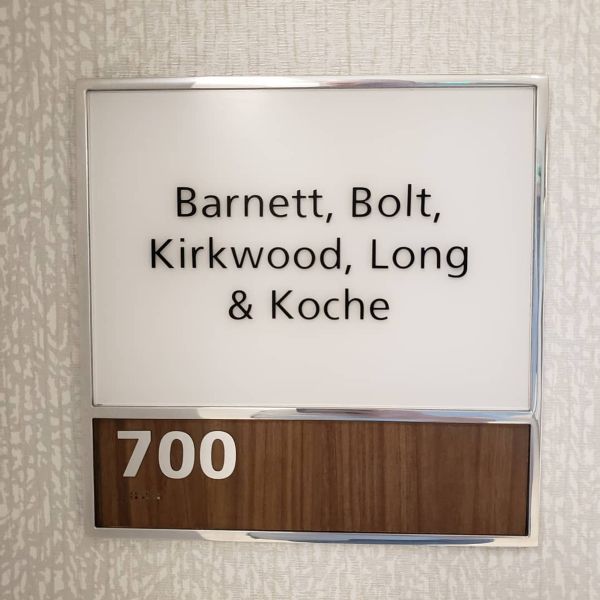 Barnett, Bolt,
Kirkwood, Long
& Koche
700